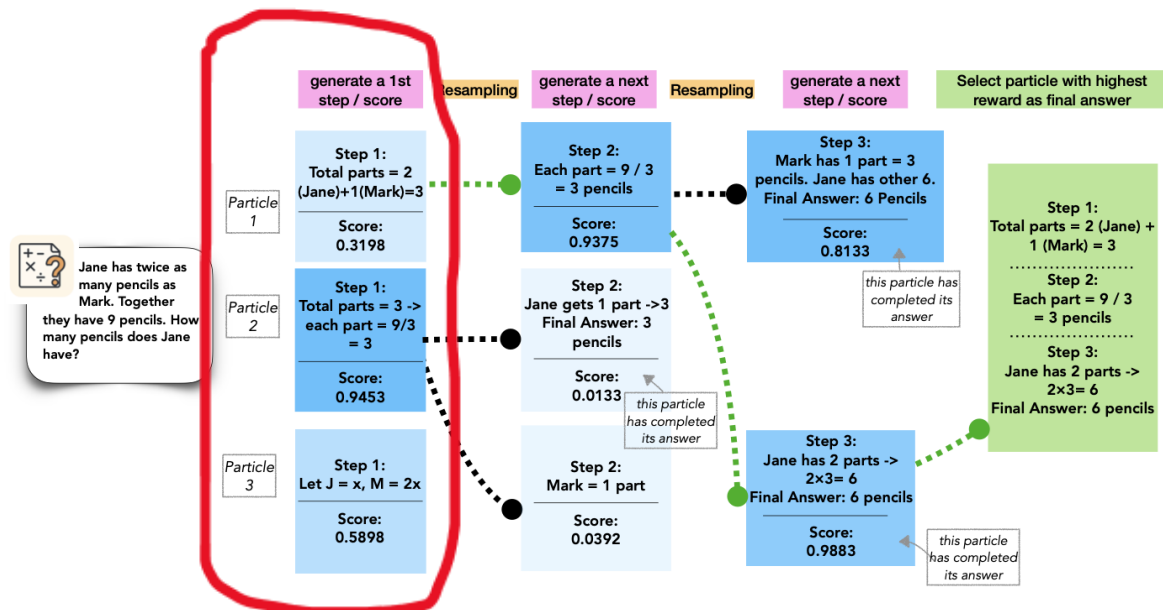 generate a 1st
step / score
Resampling
generate a next
step / score
Resampling
generate a next
step / score
Select particle with highest
reward as final answer
Jane has twice as
many pencils as
Mark. Together
they have 9 pencils. How
many pencils does Jane
have?
Particle
1
Step 1:
Total parts = 2
(Jane)+1(Mark)=3
Score:
0.3198
Particle
2
Step 1:
Total parts = 3 ->
each part = 9/3
= 3
Score:
0.9453
Particle
3
Step 1:
Let J = x, M = 2x
Score:
0.5898
Step 2:
Each part = 9 / 3
= 3 pencils
Score:
0.9375
Step 2:
Jane gets 1 part ->3
Final Answer: 3
pencils
Score:
0.0133
this particle
has completed
its answer
Step 2:
Mark = 1 part
Score:
0.0392
Step 3:
Mark has 1 part = 3
pencils. Jane has other 6.
Final Answer: 6 Pencils
Score:
0.8133
this particle has
completed its
answer
Step 3:
Jane has 2 parts ->
2×3= 6
Final Answer: 6 pencils
Score:
0.9883
this particle
has completed
its answer
Step 1:
Total parts = 2 (Jane) +
1 (Mark) = 3
Step 2:
Each part = 9 / 3
= 3 pencils
Step 3:
Jane has 2 parts ->
2×3= 6
Final Answer: 6 pencils